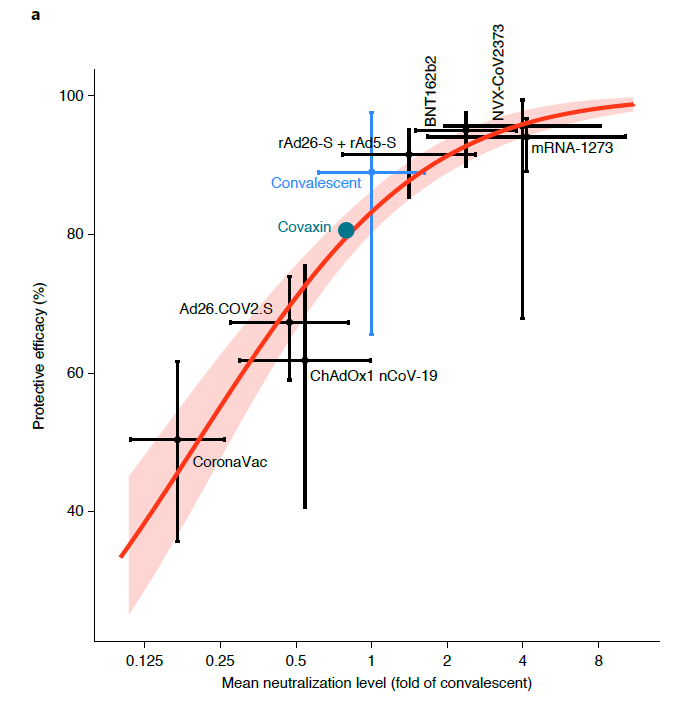 a
100
80
60
40
Protective efficacy (%)
BNT162b2
NVX-CoV2373
rAd26-S + rAd5-S
mRNA-1273
Convalescent
Covaxin
Ad26.COV2.S
ChAdOx1 nCoV-19
CoronaVac
0.125 0.25 0.5 1 2 4 8
Mean neutralization level (fold of convalescent)